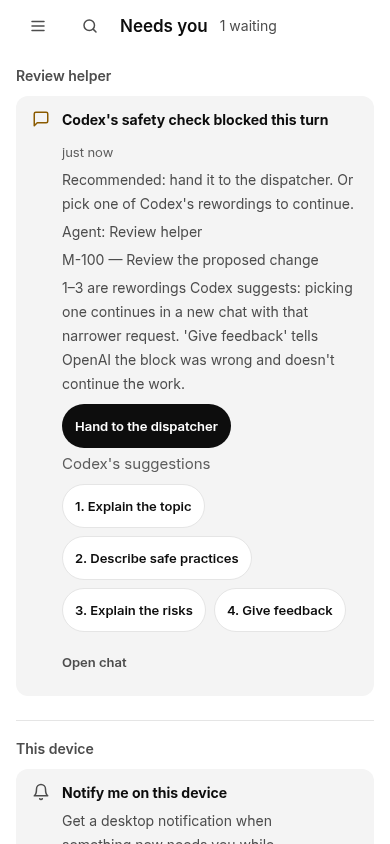 Needs you 1 waiting
Review helper
Codex's safety check blocked this turn
just now
Recommended: hand it to the dispatcher. Or
pick one of Codex's rewordings to continue.
Agent: Review helper
M-100 — Review the proposed change
1–3 are rewordings Codex suggests: picking
one continues in a new chat with that
narrower request. 'Give feedback' tells
OpenAI the block was wrong and doesn't
continue the work.
Hand to the dispatcher
Codex's suggestions
1. Explain the topic
2. Describe safe practices
3. Explain the risks
4. Give feedback
Open chat
This device
Notify me on this device
Get a desktop notification when
something new needs you while